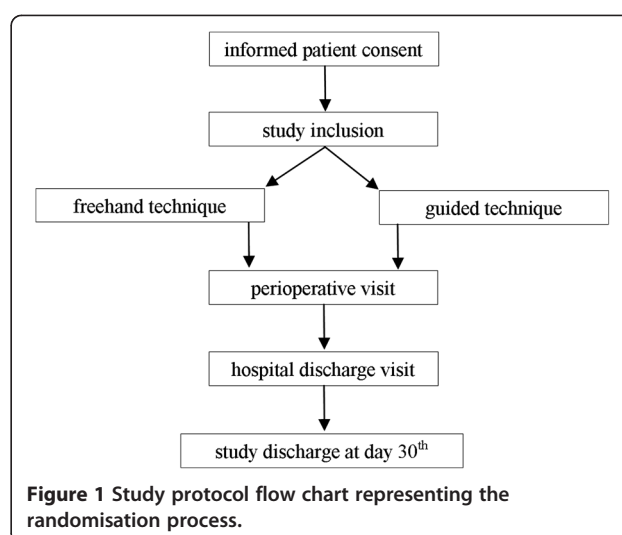 informed patient consent
study inclusion
freehand technique
guided technique
perioperative visit
hospital discharge visit
study discharge at day 30th
Figure 1 Study protocol flow chart representing the
randomisation process.